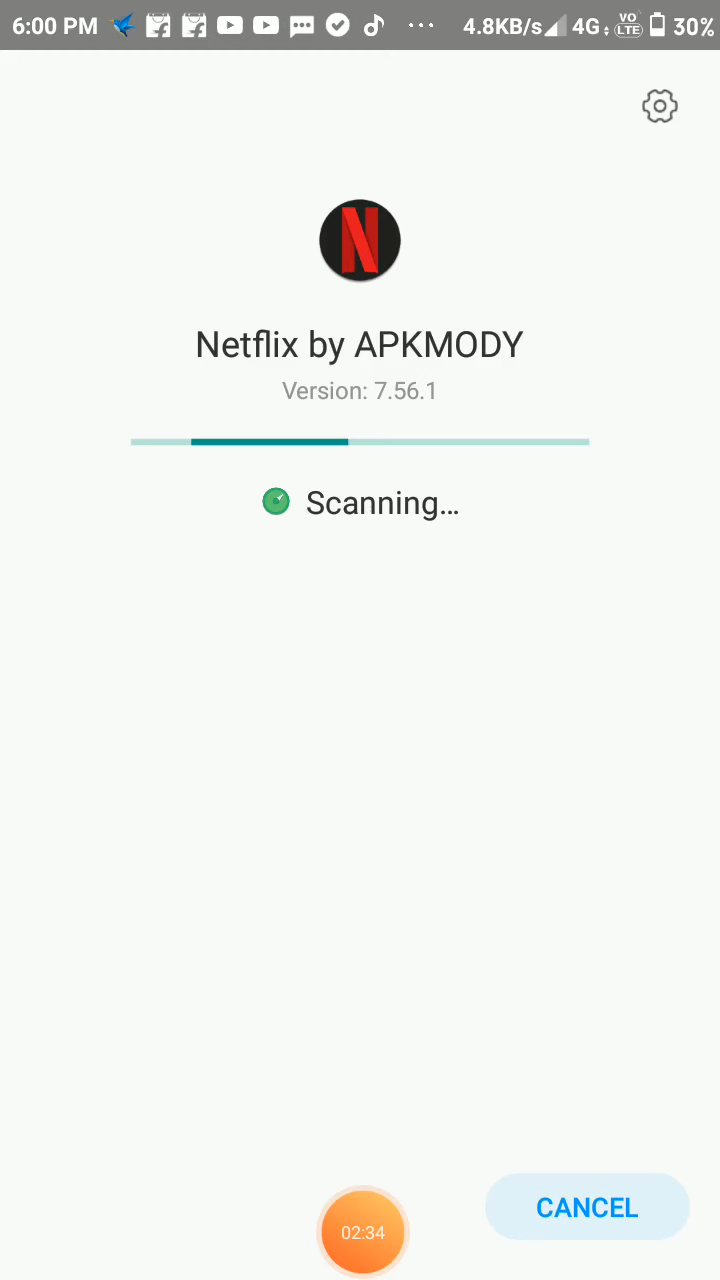 6:00 PM ... 4.8KB/s 4G VO LTE 30%
Netflix by APKMODY
Version: 7.56.1
Scanning...
CANCEL
02:34